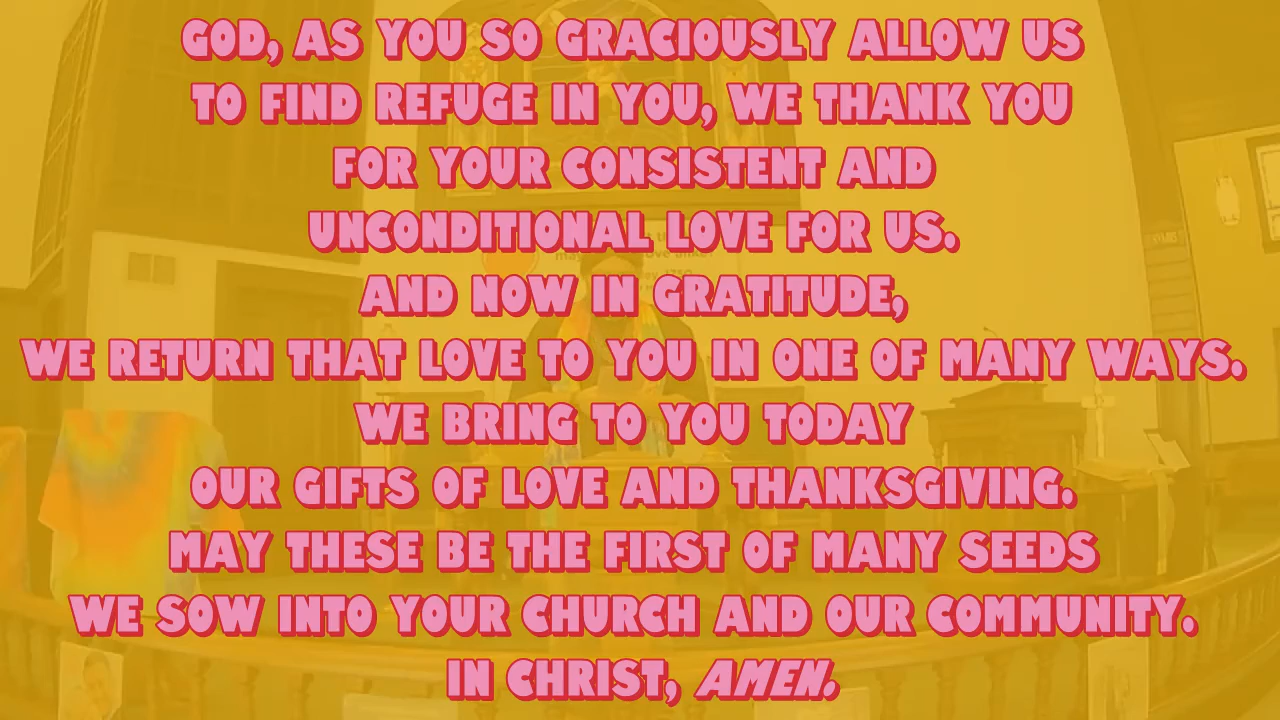 GOD, AS YOU SO GRACIOUSLY ALLOW US
TO FIND REFUGE IN YOU, WE THANK YOU
FOR YOUR CONSISTENT AND
UNCONDITIONAL LOVE FOR US.
AND NOW IN GRATITUDE,
WE RETURN THAT LOVE TO YOU IN ONE OF MANY WAYS.
WE BRING TO YOU TODAY
OUR GIFTS OF LOVE AND THANKSGIVING.
MAY THESE BE THE FIRST OF MANY SEEDS
WE SOW INTO YOUR CHURCH AND OUR COMMUNITY.
IN CHRIST, AMEN.